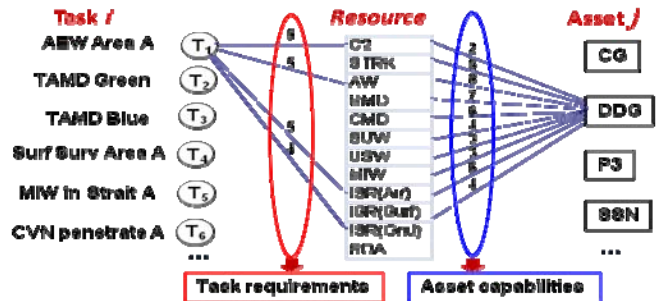 Task i
Resource
Asset j
AEW Area A
T1
C2
CG
STRK
TAMD Green
T2
AW
BMD
DDG
TAMD Blue
T3
CMD
SUW
Surf Surv Area A
T4
USW
P3
MIW
MIW in Strait A
T5
ISR(Air)
ISR(Surf)
SSN
CVN penetrate A
T6
ISR(Gnd)
...
...
Task requirements
Asset capabilities